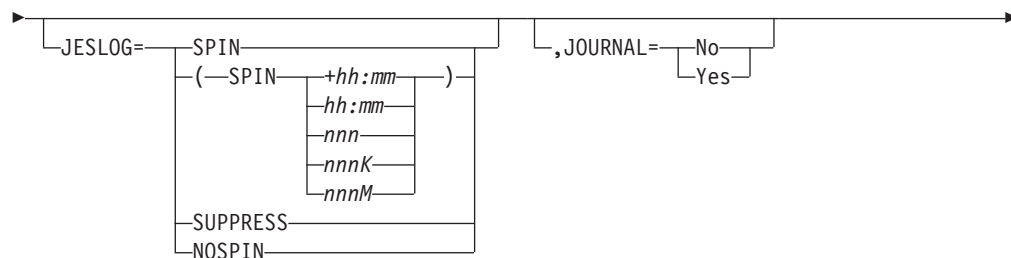 JESLOG= SPIN ,JOURNAL= No
( SPIN +hh:mm ) Yes
hh:mm
nnn
nnnK
nnnM
SUPPRESS
NOSPIN